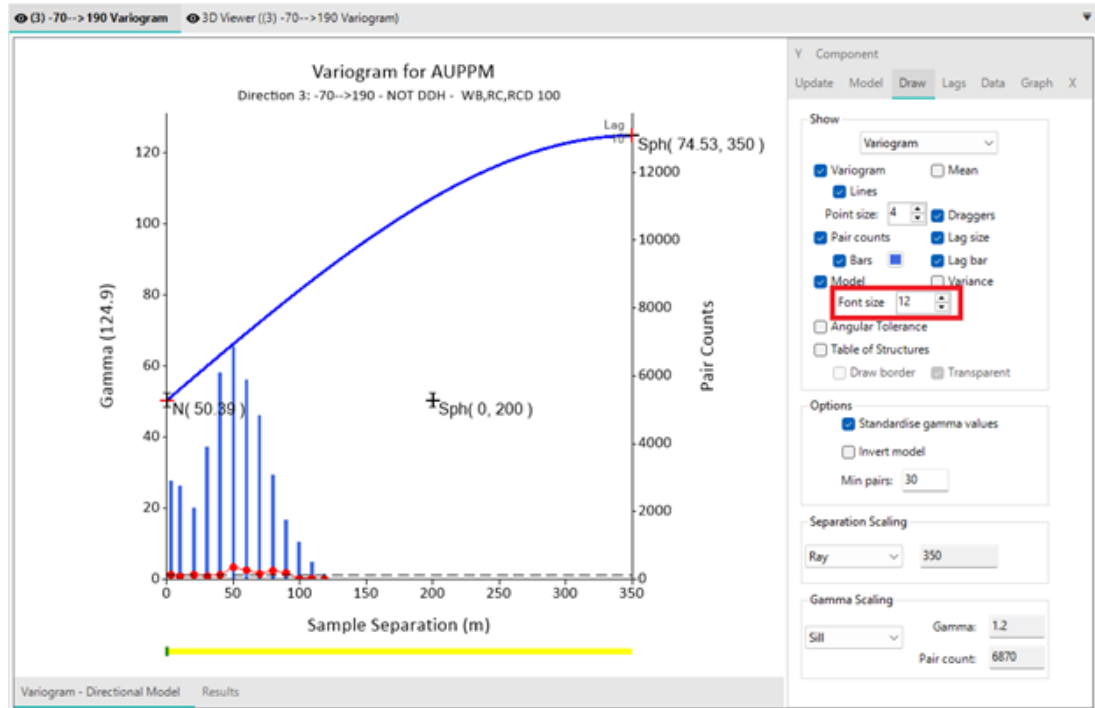 (3) -70-->190 Variogram 3D Viewer ((3) -70-->190 Variogram)
Variogram for AUPPM
Direction 3: -70-->190 - NOT DDH - WB,RC,RCD 100
Lag
10
Sph( 74.53, 350 )
N( 50.39 )
Sph( 0, 200 )
Gamma (124.9)
120
100
80
60
40
20
0
12000
10000
8000
6000
4000
2000
0
Pair Counts
0 50 100 150 200 250 300 350
Sample Separation (m)
Variogram - Directional Model Results
Y Component
Update Model Draw Lags Data Graph X
Show
Variogram
Variogram Mean
Lines
Point size: 4 Draggers
Pair counts Lag size
Bars Lag bar
Model Variance
Font size 12
Angular Tolerance
Table of Structures
Draw border Transparent
Options
Standardise gamma values
Invert model
Min pairs: 30
Separation Scaling
Ray 350
Gamma Scaling
Sill Gamma: 1.2
Pair count: 6870